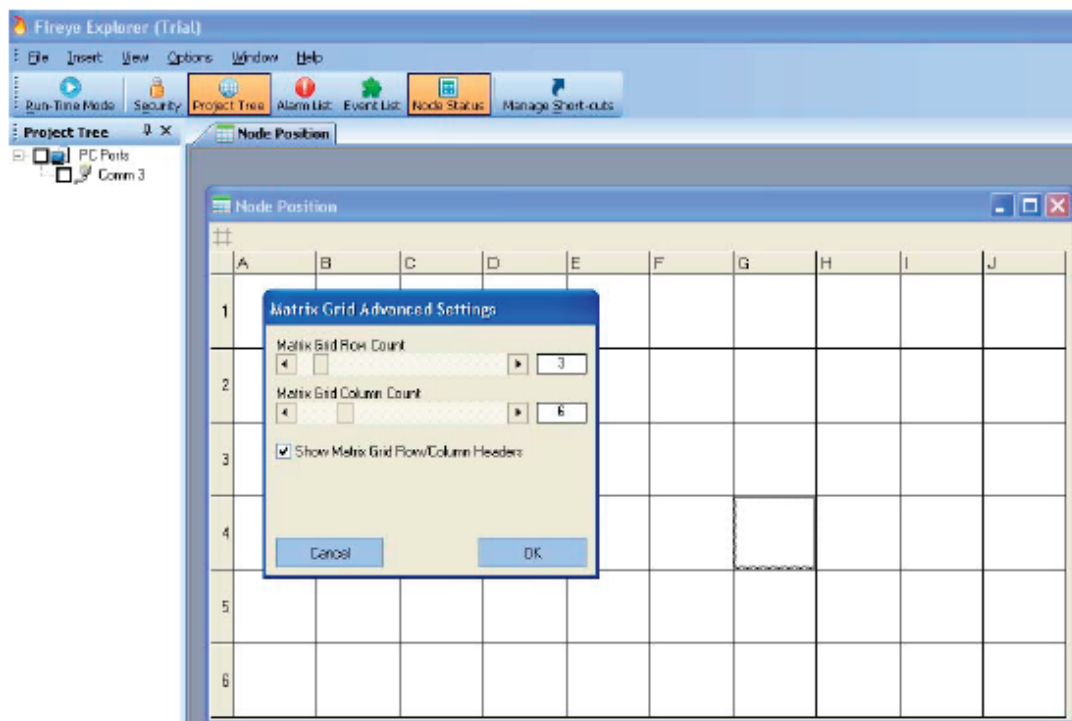 Fireye Explorer (Trial)
File Insert View Options Window Help
Run-Time Mode Security Project Tree Alarm List Event List Node Status Manage Short-cuts
Project Tree
Node Position
PC Ports
Comm 3
Node Position
A B C D E F G H I J
1
Matrix Grid Advanced Settings
Matrix Grid Row Count
3
2
Matrix Grid Column Count
6
Show Matrix Grid Row/Column Headers
3
4
Cancel OK
5
6